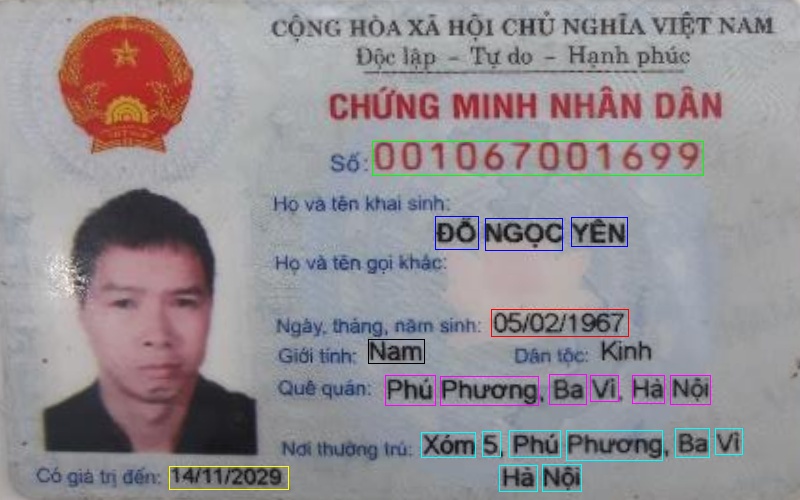 CỘNG HÒA XÃ HỘI CHỦ NGHĨA VIỆT NAM
Độc lập - Tự do - Hạnh phúc
CHỨNG MINH NHÂN DÂN
Số: 001067001699
Họ và tên khai sinh:
ĐỖ NGỌC YÊN
Họ và tên gọi khác:
Ngày, tháng, năm sinh: 05/02/1967
Giới tính: Nam Dân tộc: Kinh
Quê quán: Phú Phương, Ba Vì, Hà Nội
Nơi thường trú: Xóm 5, Phú Phương, Ba Vì
Hà Nội
Có giá trị đến: 14/11/2029